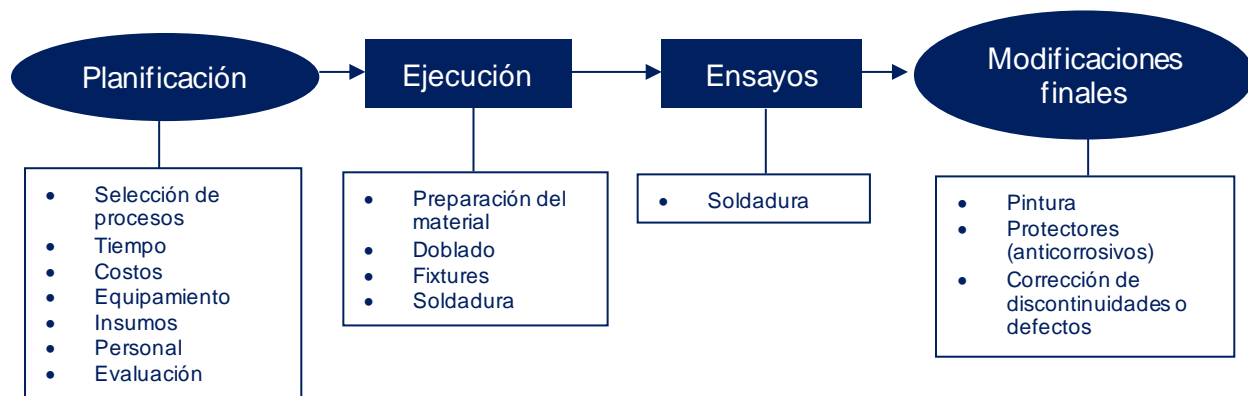 Planificación
Ejecución
Ensayos
Modificaciones
finales
• Selección de
procesos
• Tiempo
• Costos
• Equipamiento
• Insumos
• Personal
• Evaluación
• Preparación del
material
• Doblado
• Fixtures
• Soldadura
• Soldadura
• Pintura
• Protectores
(anticorrosivos)
• Corrección de
discontinuidades o
defectos